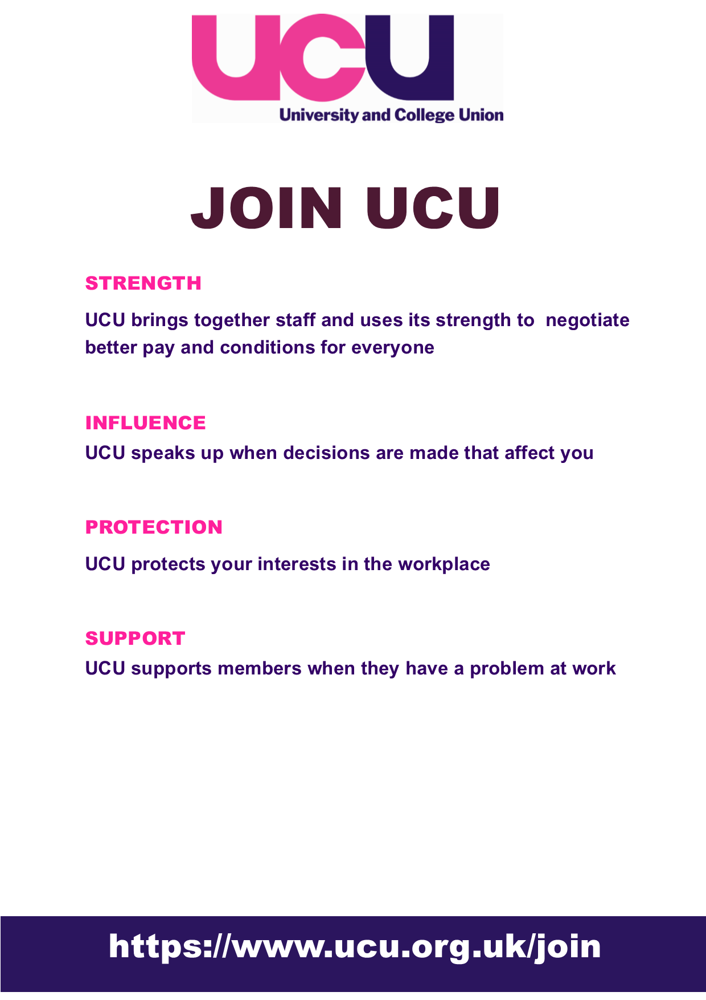 ucu
University and College Union
JOIN UCU
STRENGTH
UCU brings together staff and uses its strength to  negotiate
better pay and conditions for everyone
INFLUENCE
UCU speaks up when decisions are made that affect you
PROTECTION
UCU protects your interests in the workplace
SUPPORT
UCU supports members when they have a problem at work
https://www.ucu.org.uk/join